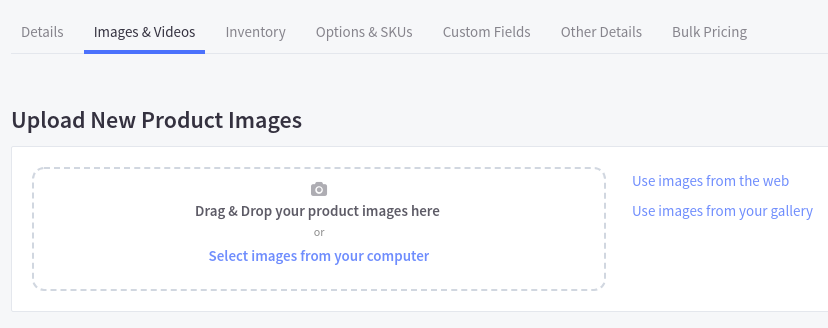 Details Images & Videos Inventory Options & SKUs Custom Fields Other Details Bulk Pricing
Upload New Product Images
Drag & Drop your product images here
or
Select images from your computer
Use images from the web
Use images from your gallery